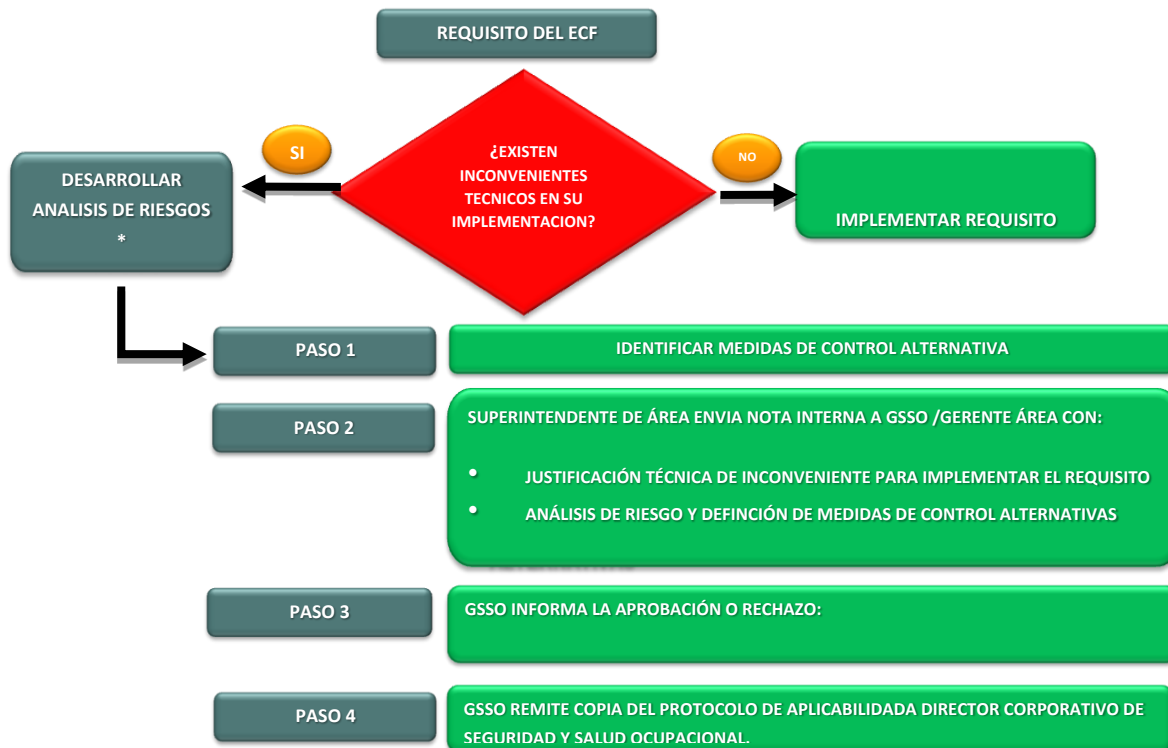 REQUISITO DEL ECF
SI
¿EXISTEN
INCONVENIENTES
TECNICOS EN SU
IMPLEMENTACION?
NO
DESARROLLAR
ANALISIS DE RIESGOS
*
IMPLEMENTAR REQUISITO
PASO 1
IDENTIFICAR MEDIDAS DE CONTROL ALTERNATIVA
PASO 2
SUPERINTENDENTE DE ÁREA ENVIA NOTA INTERNA A GSSO /GERENTE ÁREA CON:
• JUSTIFICACIÓN TÉCNICA DE INCONVENIENTE PARA IMPLEMENTAR EL REQUISITO
• ANÁLISIS DE RIESGO Y DEFINCIÓN DE MEDIDAS DE CONTROL ALTERNATIVAS
PASO 3
GSSO INFORMA LA APROBACIÓN O RECHAZO:
PASO 4
GSSO REMITE COPIA DEL PROTOCOLO DE APLICABILIDADA DIRECTOR CORPORATIVO DE
SEGURIDAD Y SALUD OCUPACIONAL.